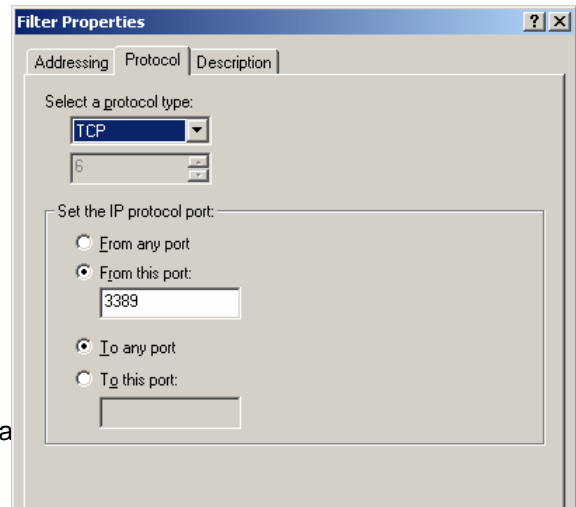 Filter Properties
Addressing Protocol Description
Select a protocol type:
TCP
6
Set the IP protocol port:
From any port
From this port:
3389
To any port
To this port:
a